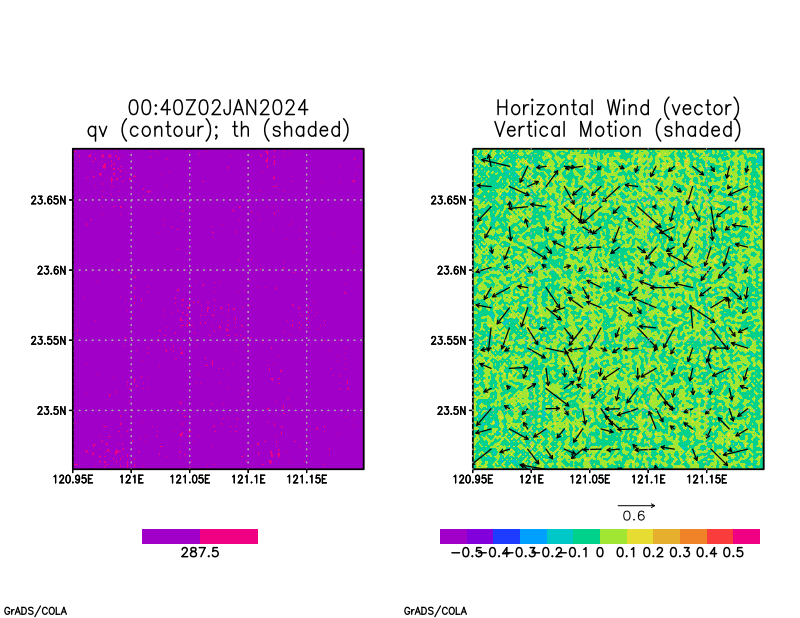 00:40Z02JAN2024
qv (contour); th (shaded)
23.65N
23.6N
23.55N
23.5N
120.95E 121E 121.05E 121.1E 121.15E
287.5
GrADS/COLA
Horizontal Wind (vector)
Vertical Motion (shaded)
23.65N
23.6N
23.55N
23.5N
120.95E 121E 121.05E 121.1E 121.15E
0.6
-0.5 -0.4 -0.3 -0.2 -0.1 0 0.1 0.2 0.3 0.4 0.5
GrADS/COLA